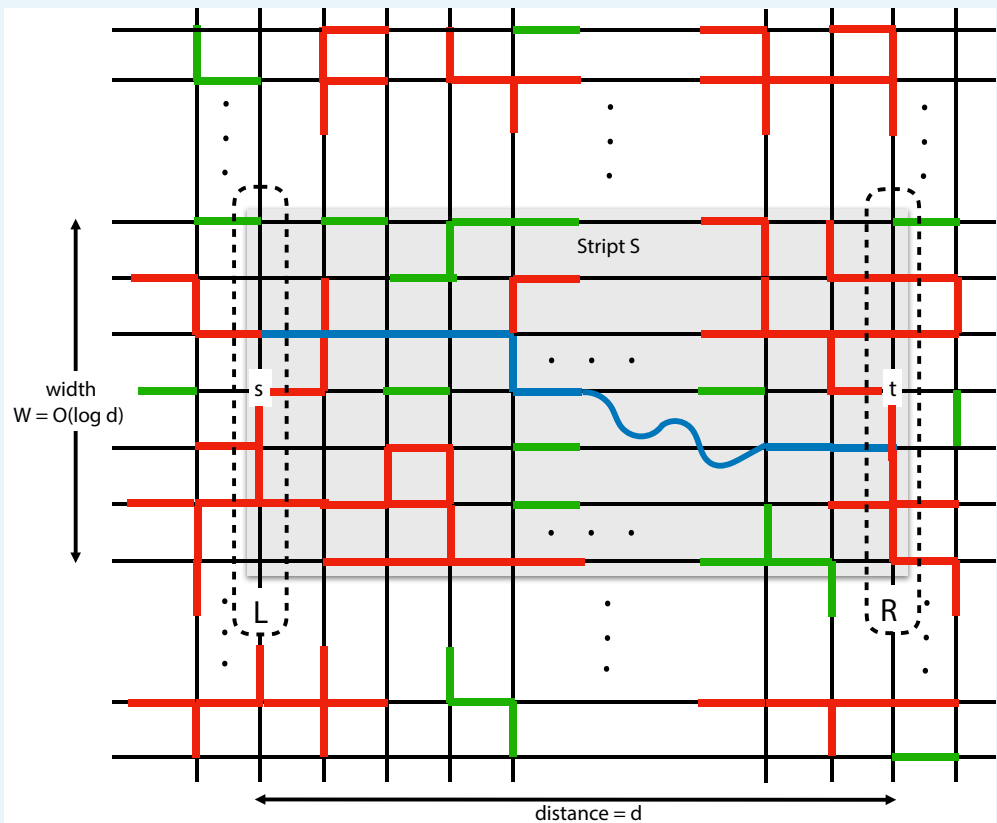 Stript S
s
t
width
W = O(log d)
L
R
distance = d